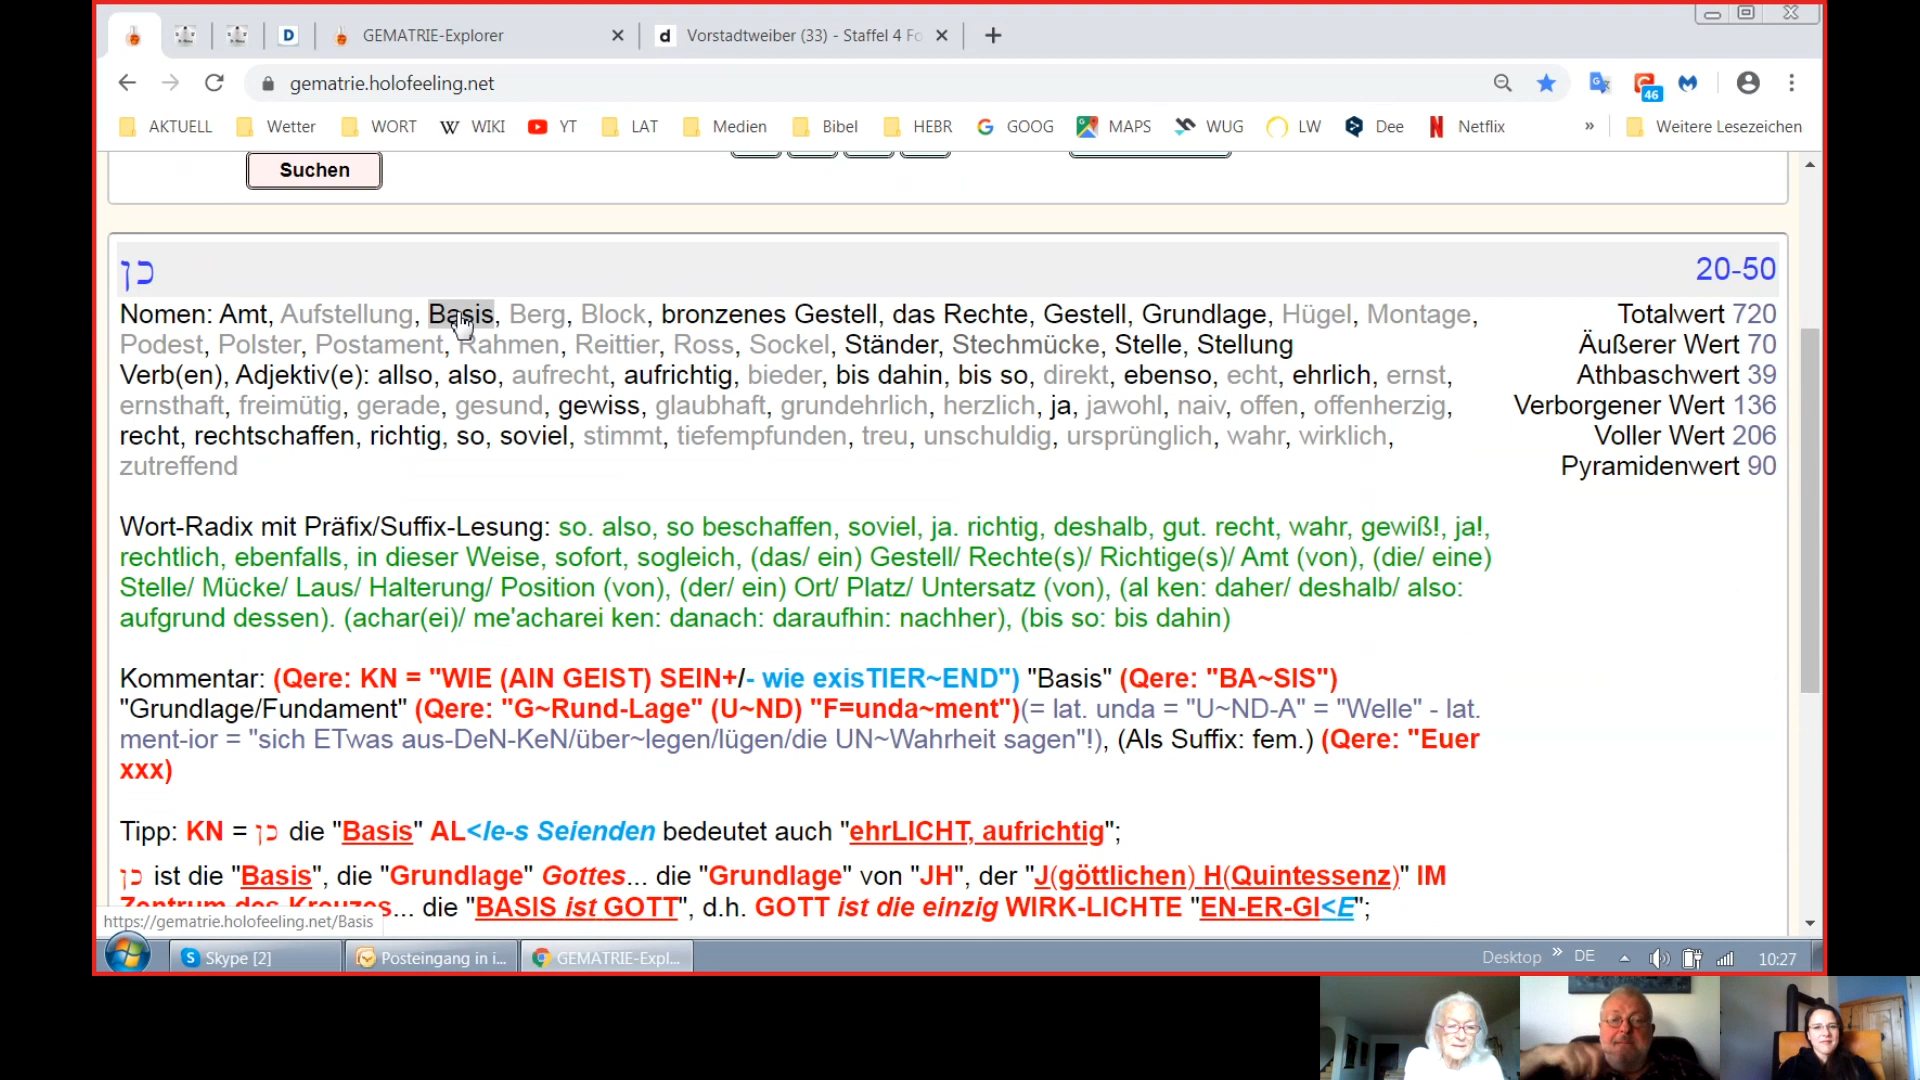 GEMATRIE-Explorer
Vorstadtweiber (33) - Staffel 4 Fo
gematrie.holofeeling.net
46
AKTUELL Wetter WORT WIKI YT LAT Medien Bibel HEBR GOOG MAPS WUG LW Dee Netflix » Weitere Lesezeichen
Suchen
כן 20-50
Nomen: Amt, Aufstellung, Basis, Berg, Block, bronzenes Gestell, das Rechte, Gestell, Grundlage, Hügel, Montage,
Podest, Polster, Postament, Rahmen, Reittier, Ross, Sockel, Ständer, Stechmücke, Stelle, Stellung
Verb(en), Adjektiv(e): allso, also, aufrecht, aufrichtig, bieder, bis dahin, bis so, direkt, ebenso, echt, ehrlich, ernst,
ernsthaft, freimütig, gerade, gesund, gewiss, glaubhaft, grundehrlich, herzlich, ja, jawohl, naiv, offen, offenherzig,
recht, rechtschaffen, richtig, so, soviel, stimmt, tiefempfunden, treu, unschuldig, ursprünglich, wahr, wirklich,
zutreffend
Totalwert 720
Äußerer Wert 70
Athbaschwert 39
Verborgener Wert 136
Voller Wert 206
Pyramidenwert 90
Wort-Radix mit Präfix/Suffix-Lesung: so. also, so beschaffen, soviel, ja. richtig, deshalb, gut. recht, wahr, gewiß!, ja!,
rechtlich, ebenfalls, in dieser Weise, sofort, sogleich, (das/ ein) Gestell/ Rechte(s)/ Richtige(s)/ Amt (von), (die/ eine)
Stelle/ Mücke/ Laus/ Halterung/ Position (von), (der/ ein) Ort/ Platz/ Untersatz (von), (al ken: daher/ deshalb/ also:
aufgrund dessen). (achar(ei)/ me'acharei ken: danach: daraufhin: nachher), (bis so: bis dahin)
Kommentar: (Qere: KN = "WIE (AIN GEIST) SEIN+/- wie exisTIER~END") "Basis" (Qere: "BA~SIS")
"Grundlage/Fundament" (Qere: "G~Rund-Lage" (U~ND) "F=unda~ment")(= lat. unda = "U~ND-A" = "Welle" - lat.
ment-ior = "sich ETwas aus-DeN-KeN/über~legen/lügen/die UN~Wahrheit sagen"!), (Als Suffix: fem.) (Qere: "Euer
xxx)
Tipp: KN = כן die "Basis" AL<le-s Seienden bedeutet auch "ehrLICHT, aufrichtig";
כן ist die "Basis", die "Grundlage" Gottes... die "Grundlage" von "JH", der "J(göttlichen) H(Quintessenz)" IM
Zentrum des Kreuzes... die "BASIS ist GOTT", d.h. GOTT ist die einzig WIRK-LICHTE "EN-ER-GI<E";
https://gematrie.holofeeling.net/Basis
Skype [2] Posteingang in i... GEMATRIE-Expl... Desktop » DE 10:27